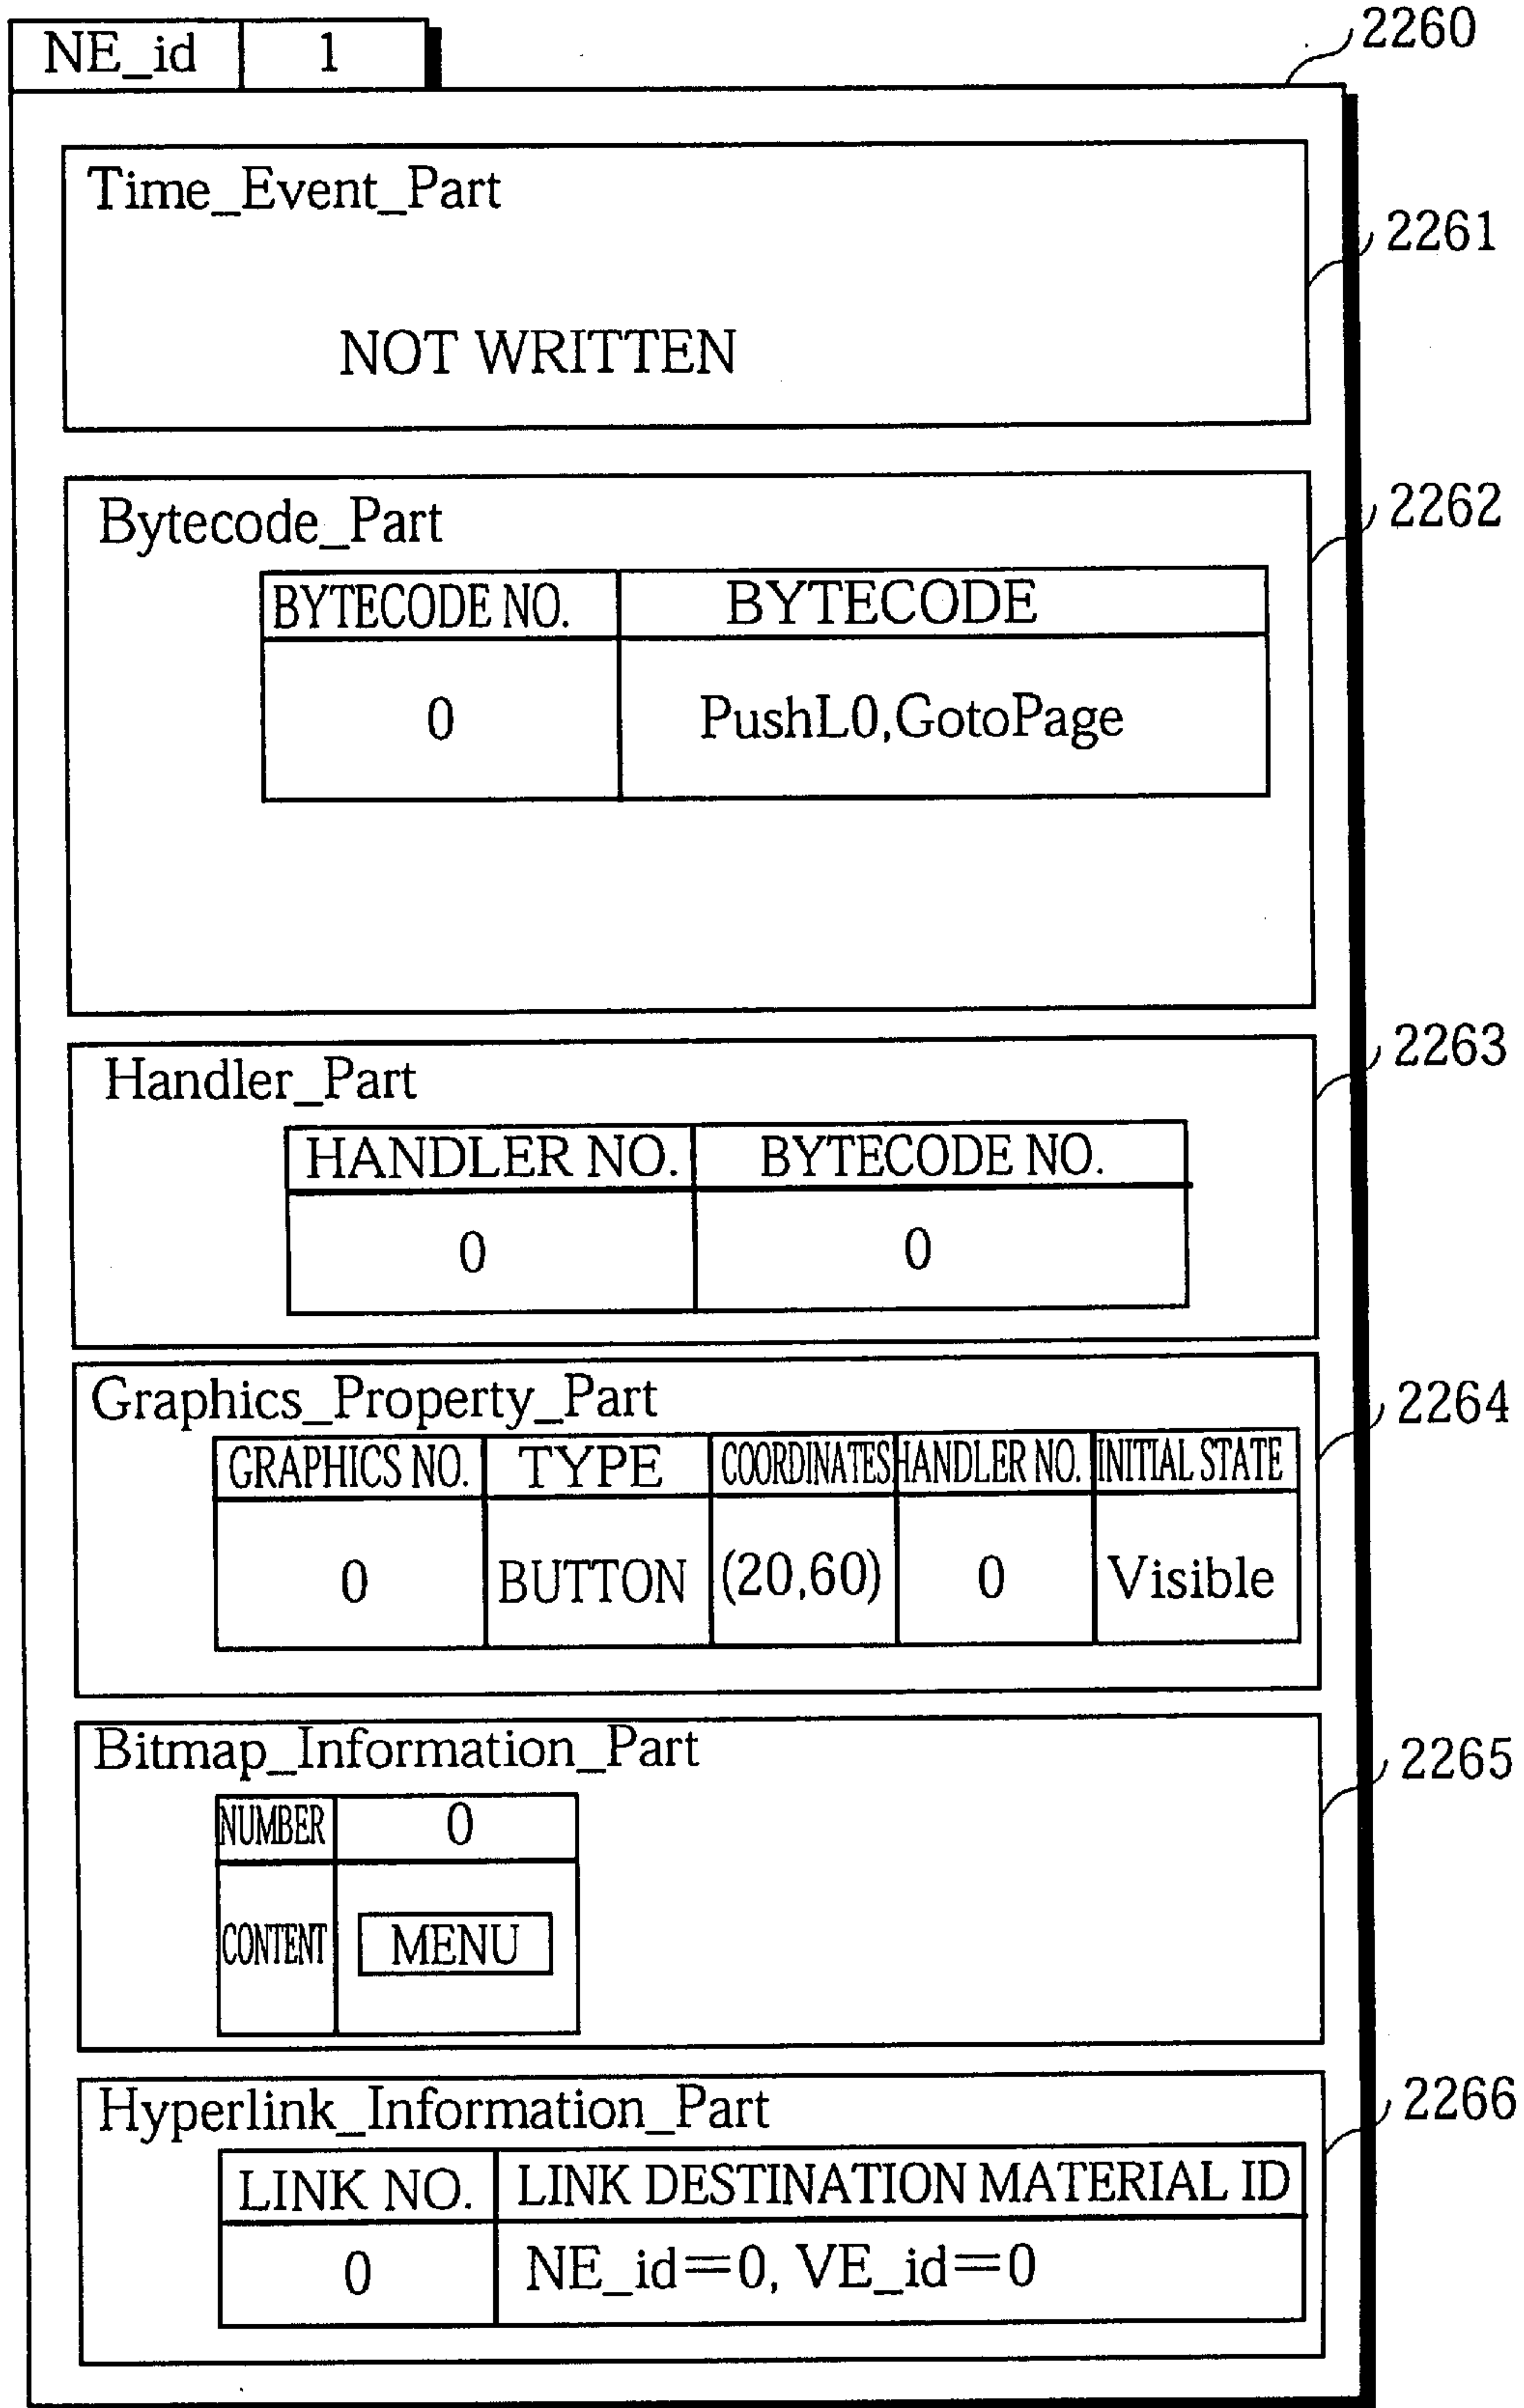 NE_id 1
2260
Time_Event_Part
2261
NOT WRITTEN
2262
Bytecode_Part
BYTECODE NO. BYTECODE
0 PushL0,GotoPage
2263
Handler_Part
HANDLER NO. BYTECODE NO.
0 0
Graphics_Property_Part
2264
GRAPHICS NO. TYPE COORDINATES HANDLER NO. INITIAL STATE
0 BUTTON (20,60) 0 Visible
Bitmap_Information_Part
2265
NUMBER 0
CONTENT MENU
Hyperlink_Information_Part
2266
LINK NO. LINK DESTINATION MATERIAL ID
0 NE_id=0, VE_id=0